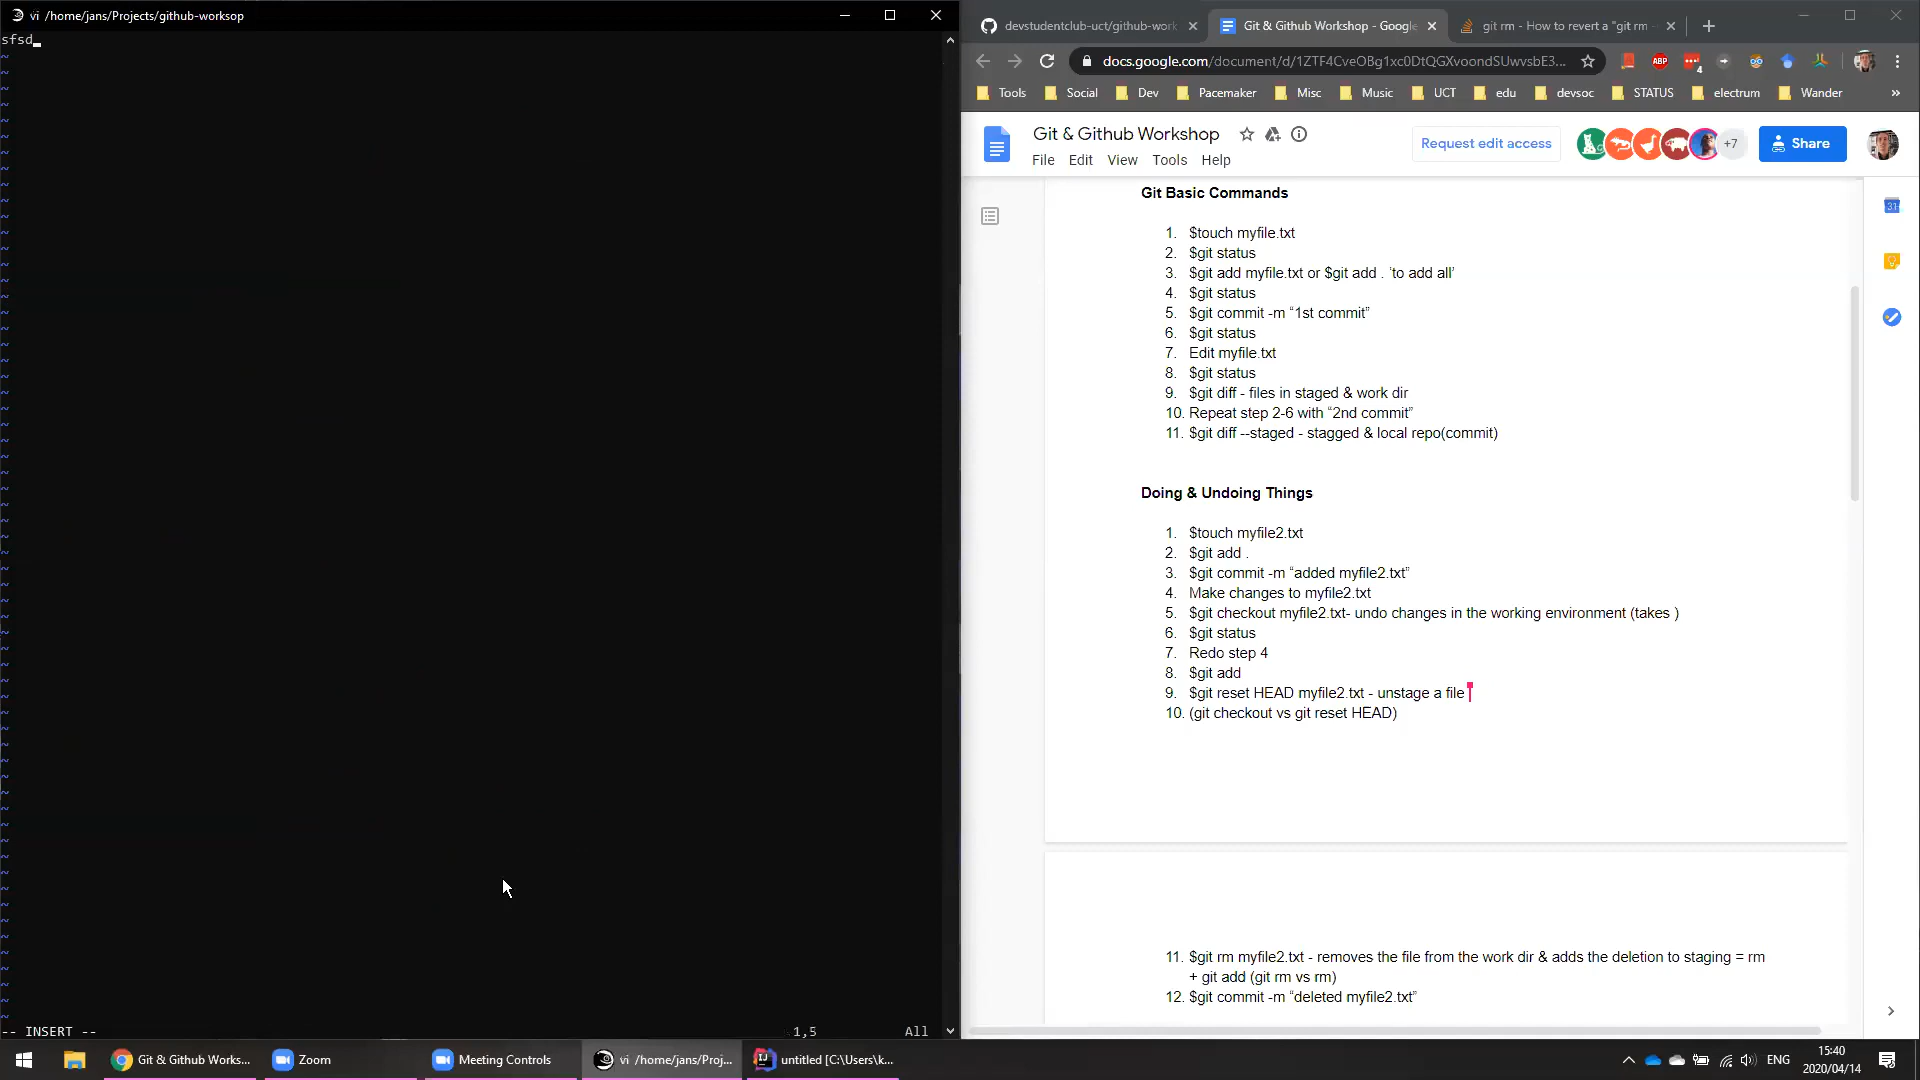 vi /home/jans/Projects/github-worksop
sfsd
-- INSERT --
1,5
All
devstudentclub-uct/github-work
Git & Github Workshop - Google
git rm - How to revert a "git rm
docs.google.com/document/d/1ZTF4CveOBg1xc0DtQGXvoondSUwvsbE3...
ABP
4
Tools
Social
Dev
Pacemaker
Misc
Music
UCT
edu
devsoc
STATUS
electrum
Wander
»
Git & Github Workshop
File Edit View Tools Help
Request edit access
+7
Share
31
Git Basic Commands
1. $touch myfile.txt
2. $git status
3. $git add myfile.txt or $git add . 'to add all'
4. $git status
5. $git commit -m “1st commit”
6. $git status
7. Edit myfile.txt
8. $git status
9. $git diff - files in staged & work dir
10. Repeat step 2-6 with “2nd commit”
11. $git diff --staged - stagged & local repo(commit)
Doing & Undoing Things
1. $touch myfile2.txt
2. $git add .
3. $git commit -m “added myfile2.txt”
4. Make changes to myfile2.txt
5. $git checkout myfile2.txt- undo changes in the working environment (takes )
6. $git status
7. Redo step 4
8. $git add
9. $git reset HEAD myfile2.txt - unstage a file
10. (git checkout vs git reset HEAD)
11. $git rm myfile2.txt - removes the file from the work dir & adds the deletion to staging = rm
+ git add (git rm vs rm)
12. $git commit -m “deleted myfile2.txt”
Git & Github Works...
Zoom
Meeting Controls
vi /home/jans/Proj...
untitled [C:\Users\k...
ENG
15:40
2020/04/14